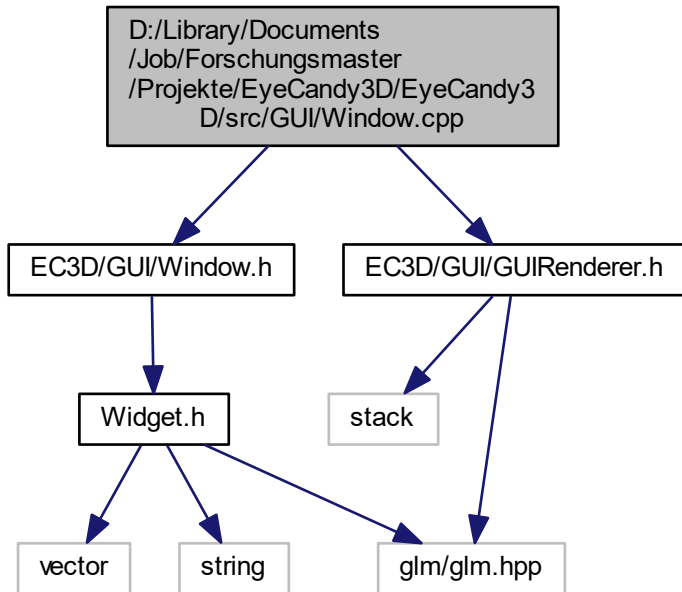 D:/Library/Documents
/Job/Forschungsmaster
/Projekte/EyeCandy3D/EyeCandy3
D/src/GUI/Window.cpp
EC3D/GUI/Window.h
EC3D/GUI/GUIRenderer.h
Widget.h
stack
vector
string
glm/glm.hpp